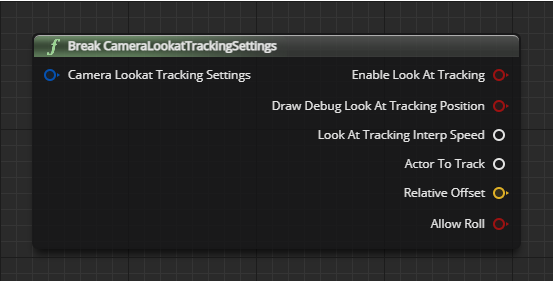 Break CameraLookatTrackingSettings
Camera Lookat Tracking Settings
Enable Look At Tracking
Draw Debug Look At Tracking Position
Look At Tracking Interp Speed
Actor To Track
Relative Offset
Allow Roll